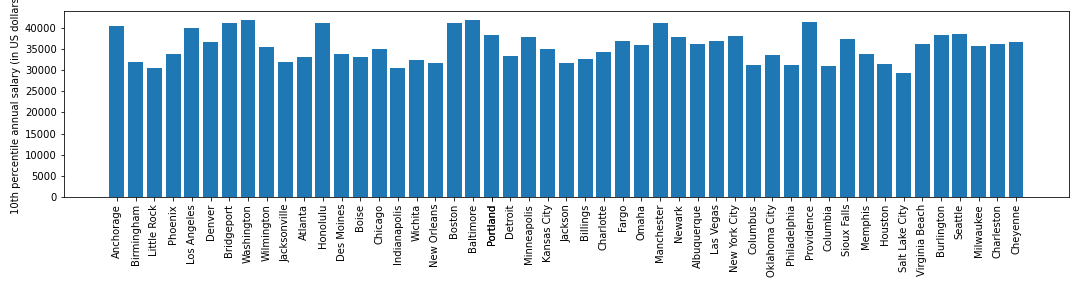 10th percentile annual salary (in US dollars
40000
35000
30000
25000
20000
15000
10000
5000
0
Anchorage
Birmingham
Little Rock
Phoenix
Los Angeles
Denver
Bridgeport
Washington
Wilmington
Jacksonville
Atlanta
Honolulu
Des Moines
Boise
Chicago
Indianapolis
Wichita
New Orleans
Boston
Baltimore
Portland
Detroit
Minneapolis
Kansas City
Jackson
Billings
Charlotte
Fargo
Omaha
Manchester
Newark
Albuquerque
Las Vegas
New York City
Columbus
Oklahoma City
Philadelphia
Providence
Columbia
Sioux Falls
Memphis
Houston
Salt Lake City
Virginia Beach
Burlington
Seattle
Milwaukee
Charleston
Cheyenne